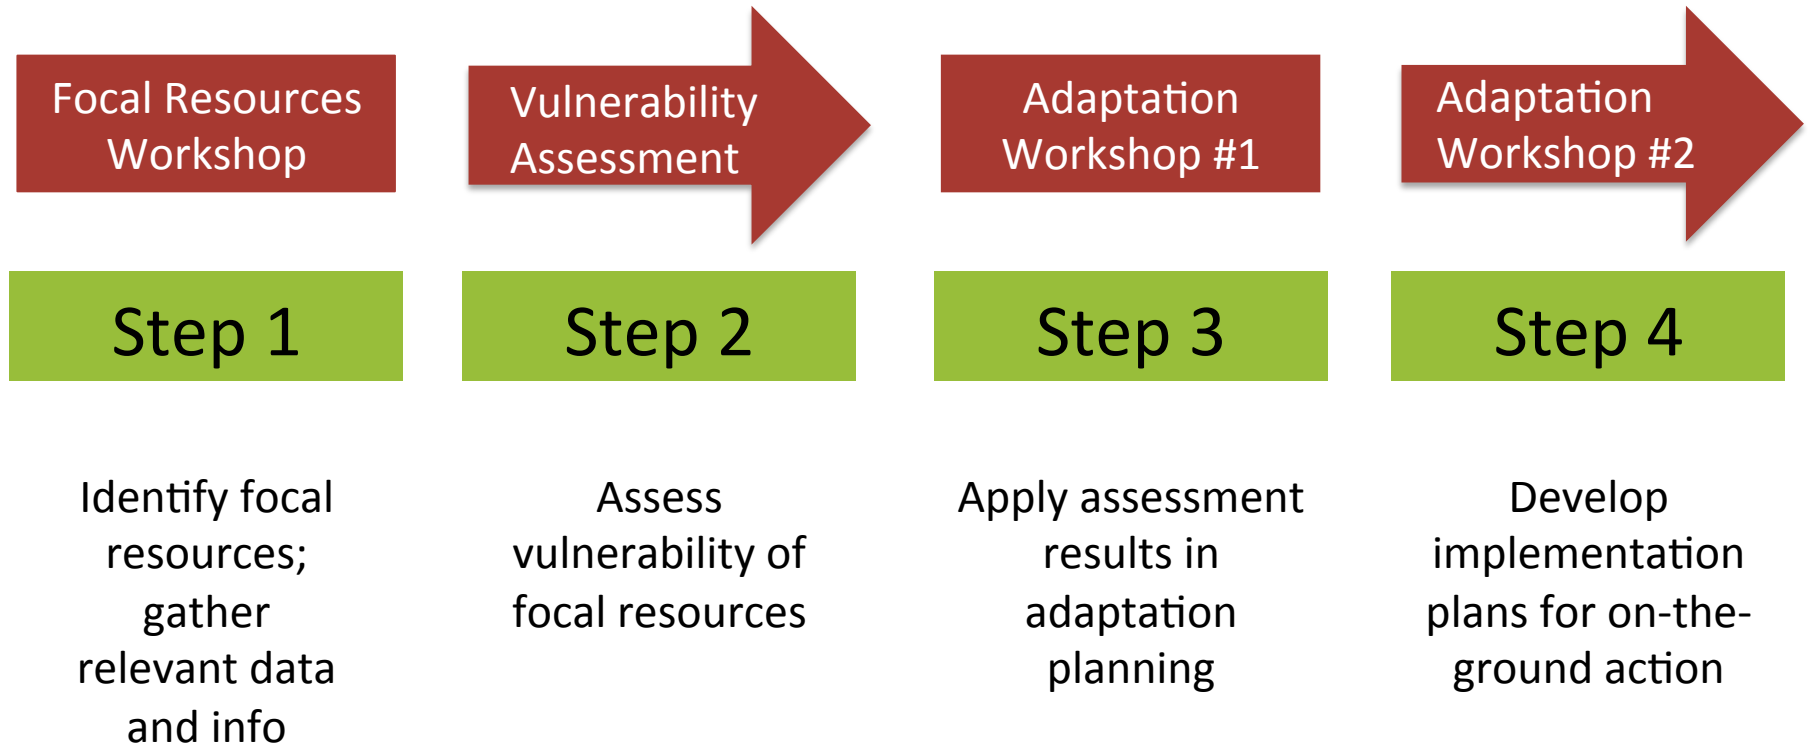 Focal Resources
Workshop
Vulnerability
Assessment
Adaptation
Workshop #1
Adaptation
Workshop #2
Step 1
Step 2
Step 3
Step 4
Identify focal
resources;
gather
relevant data
and info
Assess
vulnerability of
focal resources
Apply assessment
results in
adaptation
planning
Develop
implementation
plans for on-the-
ground action